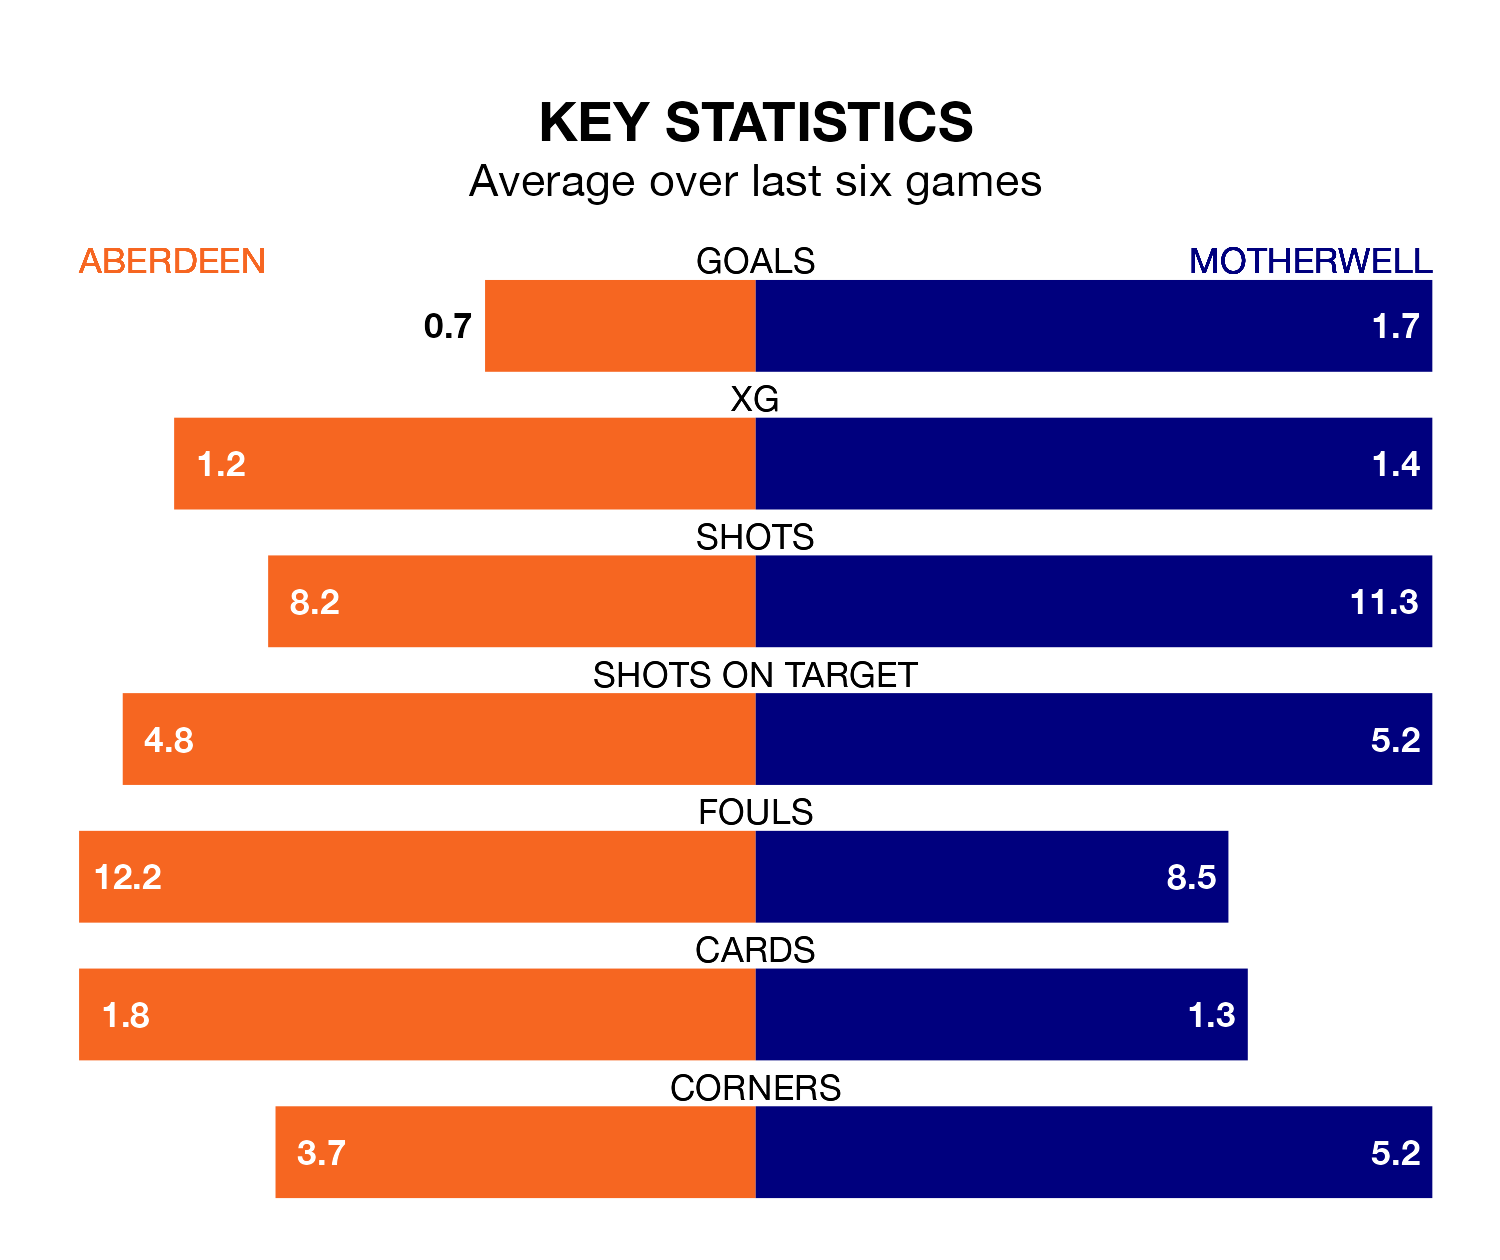 KEY STATISTICS
Average over last six games
ABERDEEN GOALS MOTHERWELL
0.7 1.7
XG
1.2 1.4
SHOTS
8.2 11.3
SHOTS ON TARGET
4.8 5.2
FOULS
12.2 8.5
CARDS
1.8 1.3
CORNERS
3.7 5.2